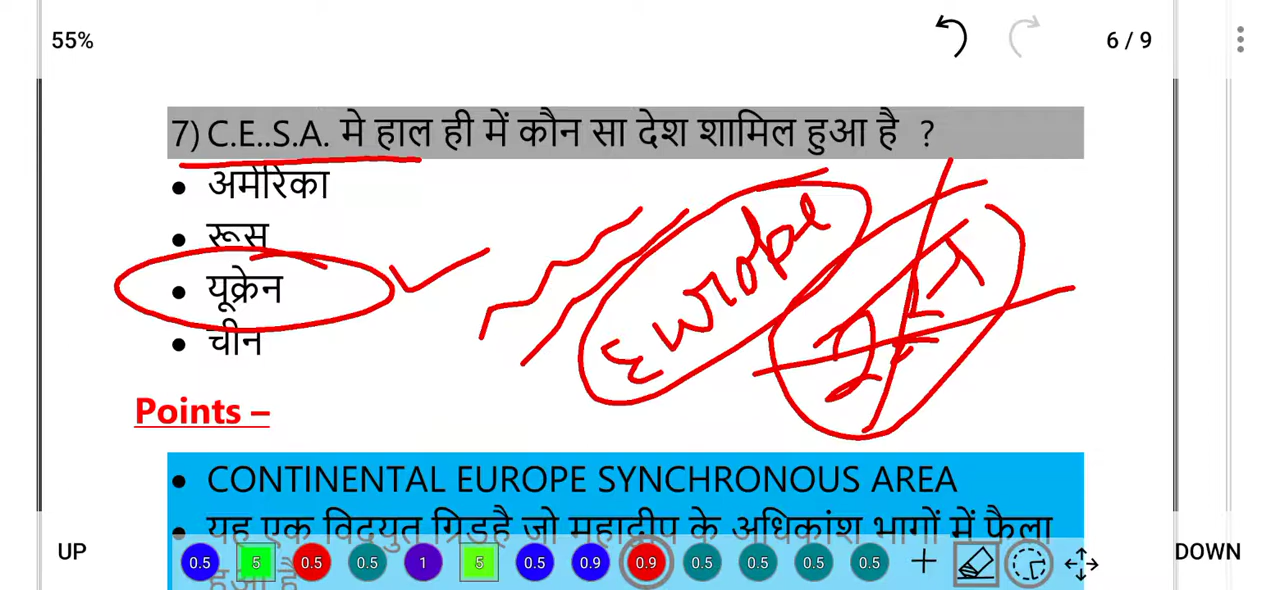 55%
6 / 9
7) C.E..S.A. मे हाल ही में कौन सा देश शामिल हुआ है ?
• अमेरिका
• रूस
• यूक्रेन
• चीन
Europe
Points –
• CONTINENTAL EUROPE SYNCHRONOUS AREA
• यह एक विद्युत ग्रिडहै जो महाद्वीप के अधिकांश भागों में फैला
हुआ है
UP
DOWN
0.5 5 0.5 0.5 1 5 0.5 0.9 0.9 0.5 0.5 0.5 0.5